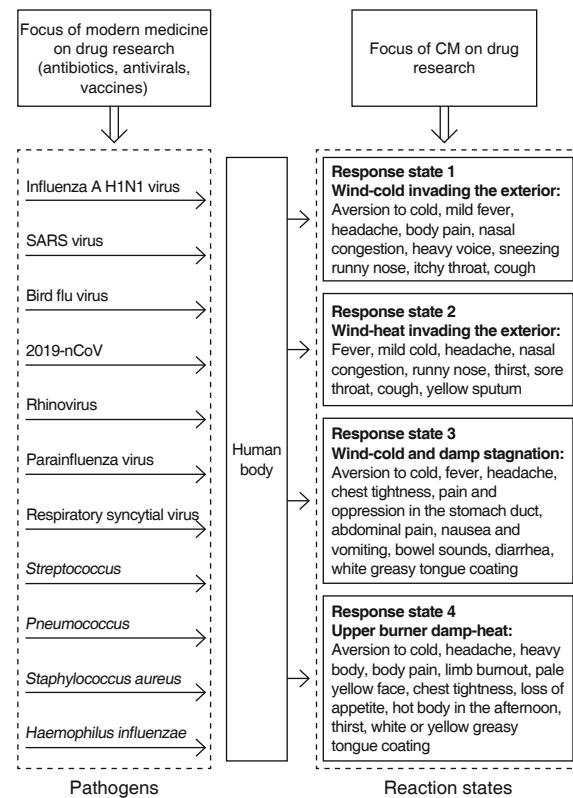 Focus of modern medicine
on drug research
(antibiotics, antivirals,
vaccines)
Focus of CM on drug
research
Influenza A H1N1 virus
SARS virus
Bird flu virus
2019-nCoV
Rhinovirus
Parainfluenza virus
Respiratory syncytial virus
Streptococcus
Pneumococcus
Staphylococcus aureus
Haemophilus influenzae
Pathogens
Human
body
Response state 1
Wind-cold invading the exterior:
Aversion to cold, mild fever,
headache, body pain, nasal
congestion, heavy voice, sneezing
runny nose, itchy throat, cough
Response state 2
Wind-heat invading the exterior:
Fever, mild cold, headache, nasal
congestion, runny nose, thirst, sore
throat, cough, yellow sputum
Response state 3
Wind-cold and damp stagnation:
Aversion to cold, fever, headache,
chest tightness, pain and
oppression in the stomach duct,
abdominal pain, nausea and
vomiting, bowel sounds, diarrhea,
white greasy tongue coating
Response state 4
Upper burner damp-heat:
Aversion to cold, headache, heavy
body, body pain, limb burnout, pale
yellow face, chest tightness, loss of
appetite, hot body in the afternoon,
thirst, white or yellow greasy
tongue coating
Reaction states